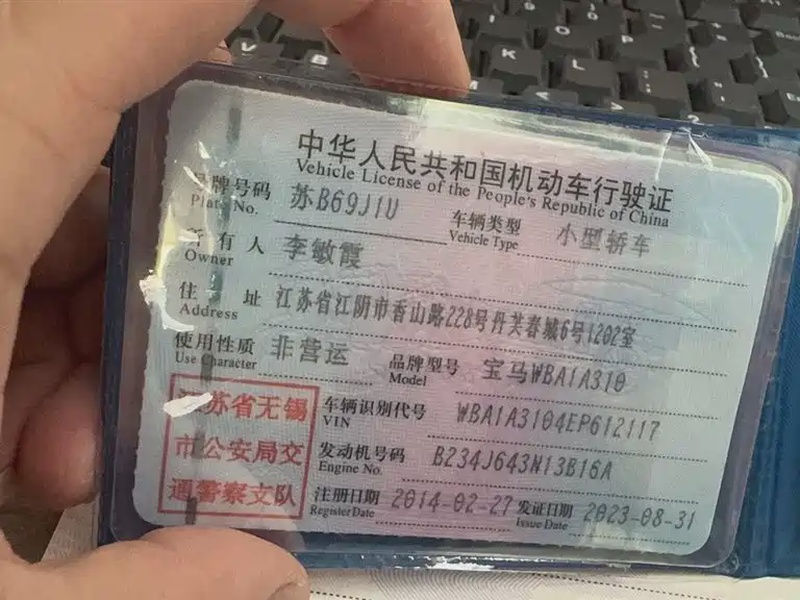 中华人民共和国机动车行驶证
Vehicle License of the People's Republic of China
号牌号码 苏B69J1U 车辆类型 小型轿车
Plate No. Vehicle Type
所有人 李敏霞
Owner
住址 江苏省江阴市香山路228号丹芙春城6号1202室
Address
使用性质 非营运 品牌型号 宝马WBA1A310
Use Character Model
江苏省无锡
市公安局交
通警察支队
车辆识别代号 WBA1A3104EP612117
VIN
发动机号码 B234J643N13B16A
Engine No.
注册日期 2014-02-27 发证日期 2023-08-31
Register Date Issue Date